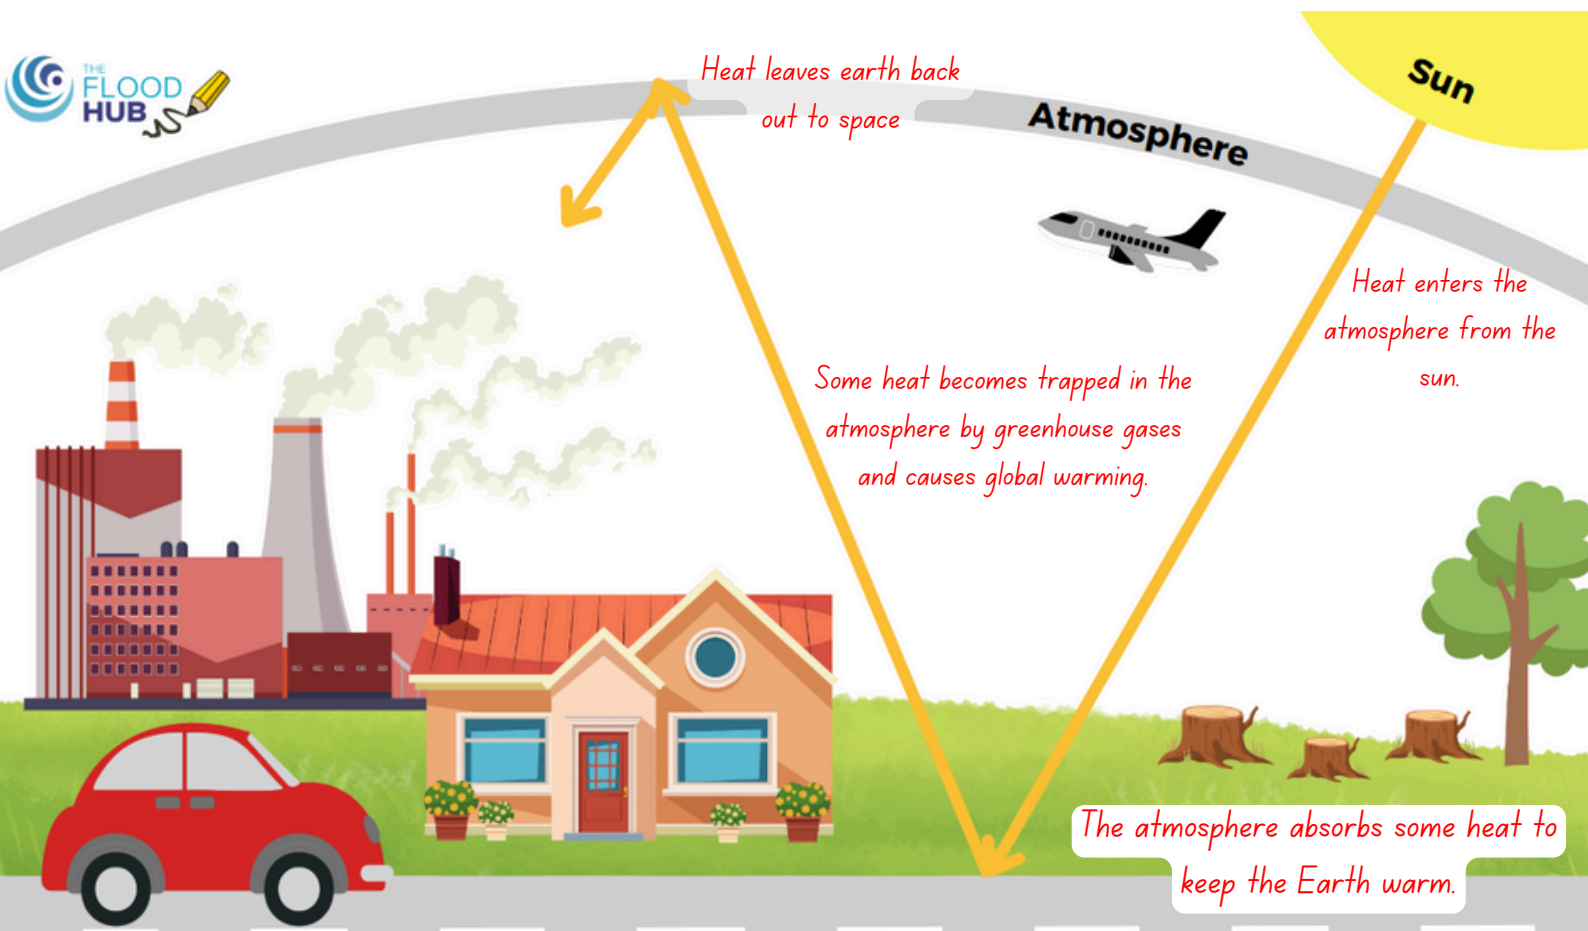 THE
FLOOD
HUB
Heat leaves earth back
out to space
Atmosphere
Sun
Heat enters the
atmosphere from the
sun.
Some heat becomes trapped in the
atmosphere by greenhouse gases
and causes global warming.
The atmosphere absorbs some heat to
keep the Earth warm.